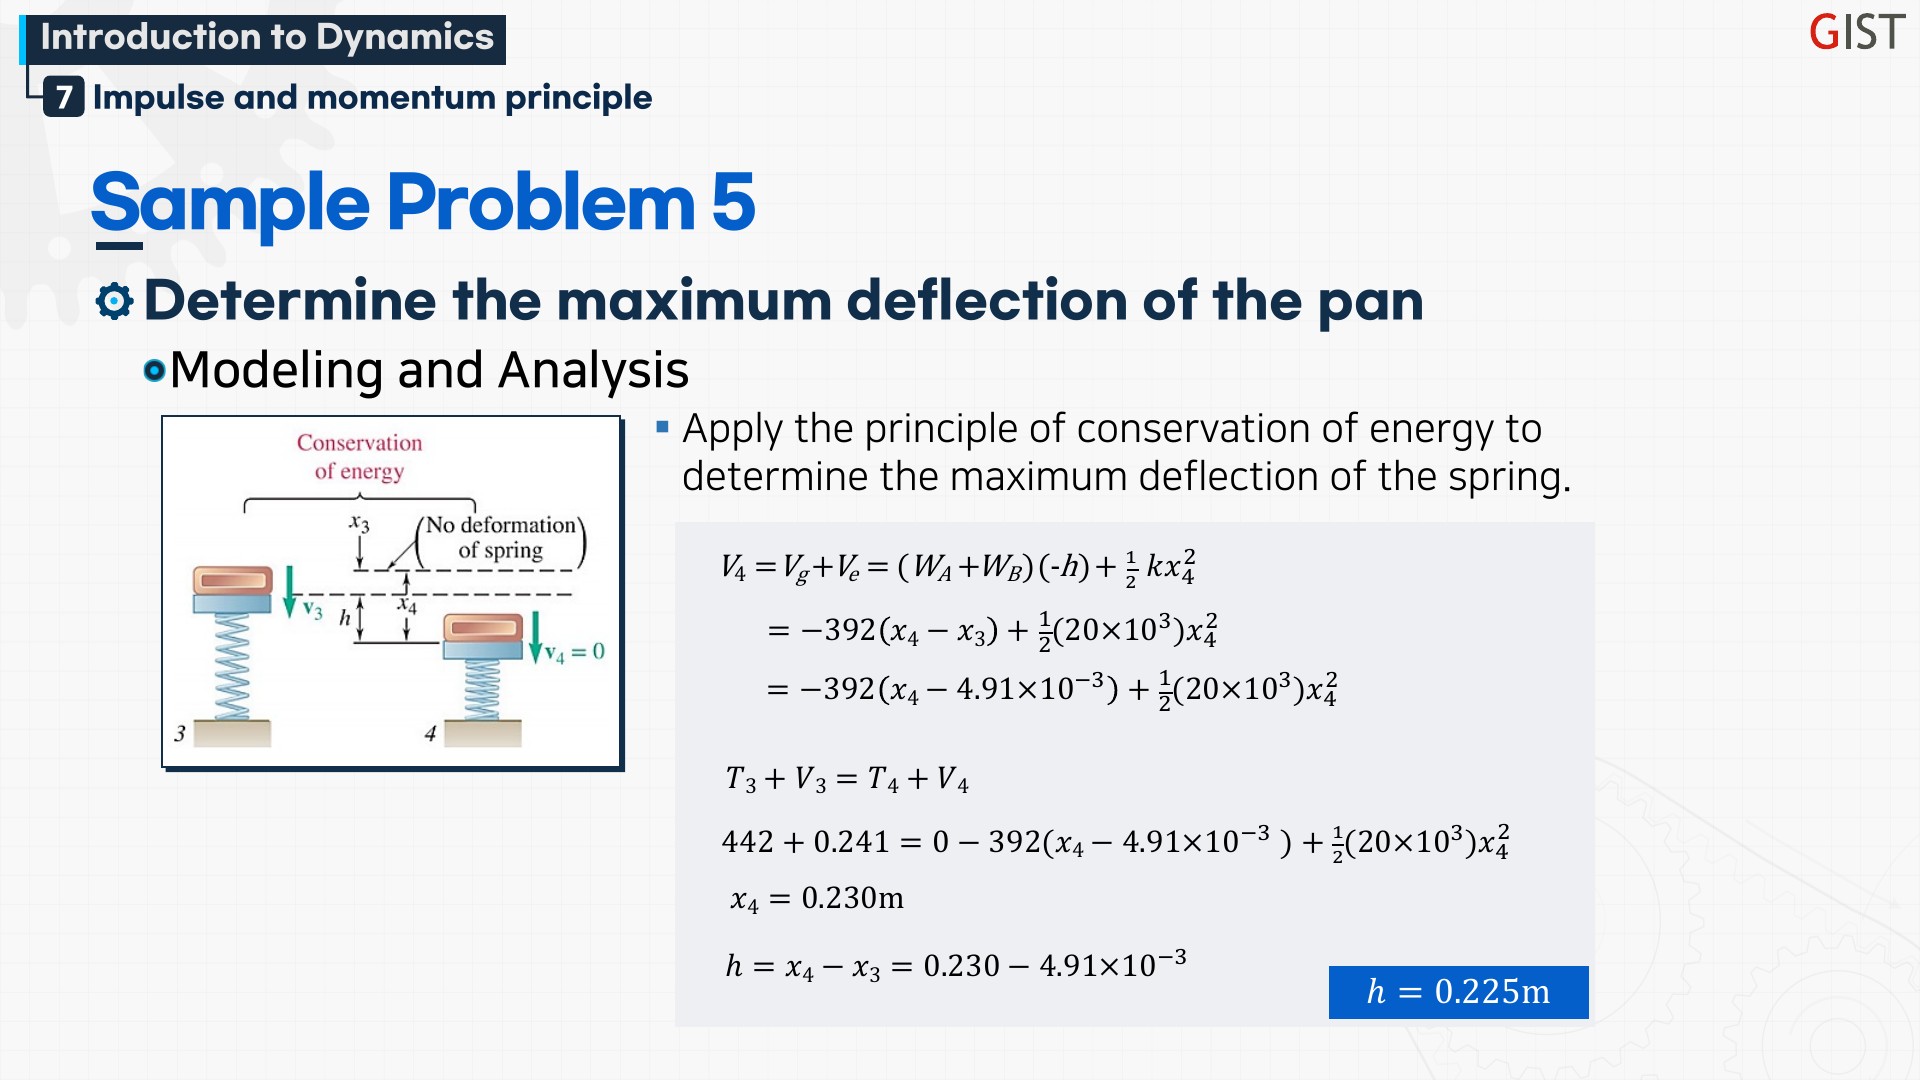 Introduction to Dynamics
GIST
7 Impulse and momentum principle
Sample Problem 5
Determine the maximum deflection of the pan
Modeling and Analysis
Conservation
of energy
x₃
(No deformation
of spring)
v₃
h
x₄
v₄ = 0
3
4
▪ Apply the principle of conservation of energy to
determine the maximum deflection of the spring.
V₄ = V_g + V_e = (W_A + W_B)(-h) + ½ kx₄²
= −392(x₄ − x₃) + ½(20×10³)x₄²
= −392(x₄ − 4.91×10⁻³) + ½(20×10³)x₄²
T₃ + V₃ = T₄ + V₄
442 + 0.241 = 0 − 392(x₄ − 4.91×10⁻³ ) + ½(20×10³)x₄²
x₄ = 0.230m
h = x₄ − x₃ = 0.230 − 4.91×10⁻³
h = 0.225m